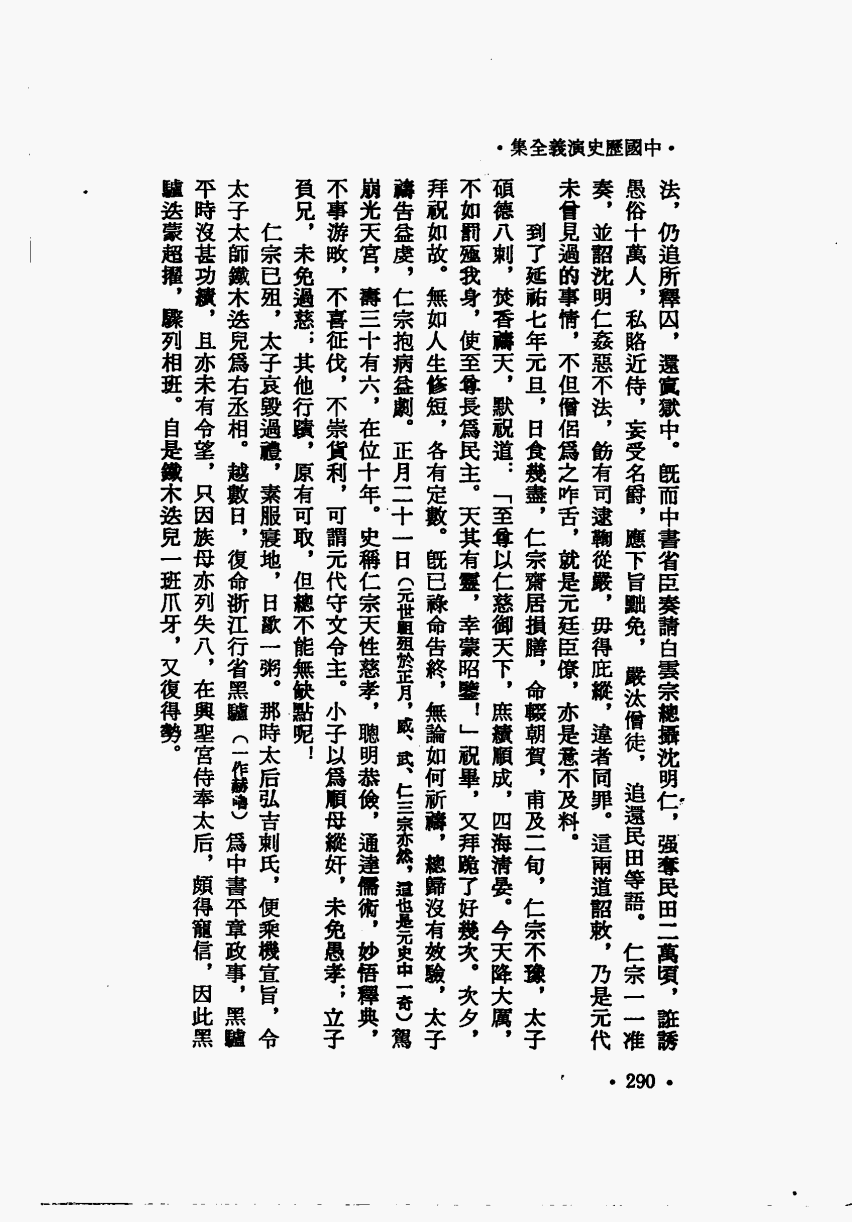 ·中國歷史演義全集·
法，仍追所釋囚，還寘獄中。旣而中書省臣奏請白雲宗總攝沈明仁，强奪民田二萬頃，誑誘
愚俗十萬人，私賂近侍，妄受名爵，應下旨黜免，嚴汰僧徒，追還民田等語。仁宗一一准
奏，並詔沈明仁姦惡不法，飭有司逮鞫從嚴，毋得庇縱，違者同罪。這兩道詔敕，乃是元代
未曾見過的事情，不但僧侶爲之咋舌，就是元廷臣僚，亦是意不及料。
到了延祐七年元旦，日食幾盡，仁宗齋居損膳，命輟朝賀，甫及二旬，仁宗不豫，太子
碩德八剌，焚香禱天，默祝道：「至尊以仁慈御天下，庶績順成，四海清晏。今天降大厲，
不如罰殛我身，使至尊長爲民主。天其有靈，幸蒙昭鑒！」祝畢，又拜跪了好幾次。次夕，
拜祝如故。無如人生修短，各有定數。旣已祿命告終，無論如何祈禱，總歸沒有效驗，太子
禱告益虔，仁宗抱病益劇。正月二十一日（元世祖殂於正月，成、武、仁三宗亦然，這也是元史中一奇）駕
崩光天宮，壽三十有六，在位十年。史稱仁宗天性慈孝，聰明恭儉，通達儒術，妙悟釋典，
不事游畋，不喜征伐，不崇貨利，可謂元代守文令主。小子以爲順母縱奸，未免愚孝；立子
負兄，未免過慈；其他行蹟，原有可取，但總不能無缺點呢！
仁宗已殂，太子哀毀過禮，素服寢地，日歠一粥。那時太后弘吉剌氏，便乘機宣旨，令
太子太師鐵木迭兒爲右丞相。越數日，復命浙江行省黑驢（一作赫嚕）爲中書平章政事，黑驢
平時沒甚功績，且亦未有令望，只因族母亦列失八，在興聖宮侍奉太后，頗得寵信，因此黑
驢迭蒙超擢，驟列相班。自是鐵木迭兒一班爪牙，又復得勢。
·290·